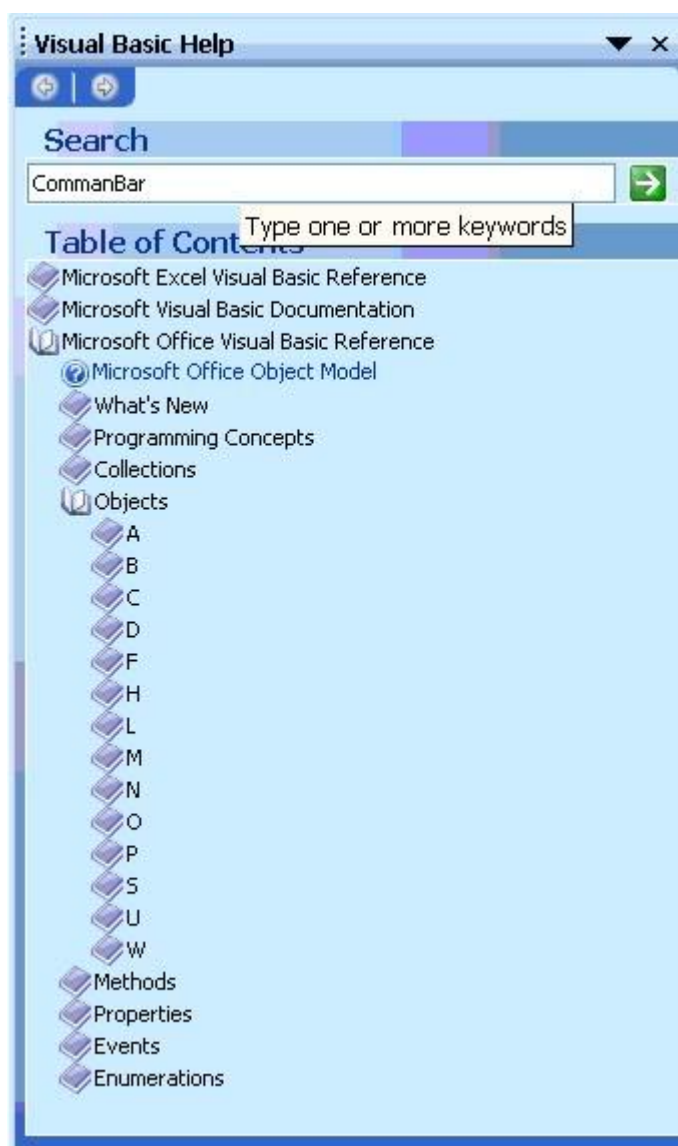 Visual Basic Help
Search
CommanBar
Type one or more keywords
Table of Contents
Microsoft Excel Visual Basic Reference
Microsoft Visual Basic Documentation
Microsoft Office Visual Basic Reference
Microsoft Office Object Model
What's New
Programming Concepts
Collections
Objects
A
B
C
D
F
H
L
M
N
O
P
S
U
W
Methods
Properties
Events
Enumerations